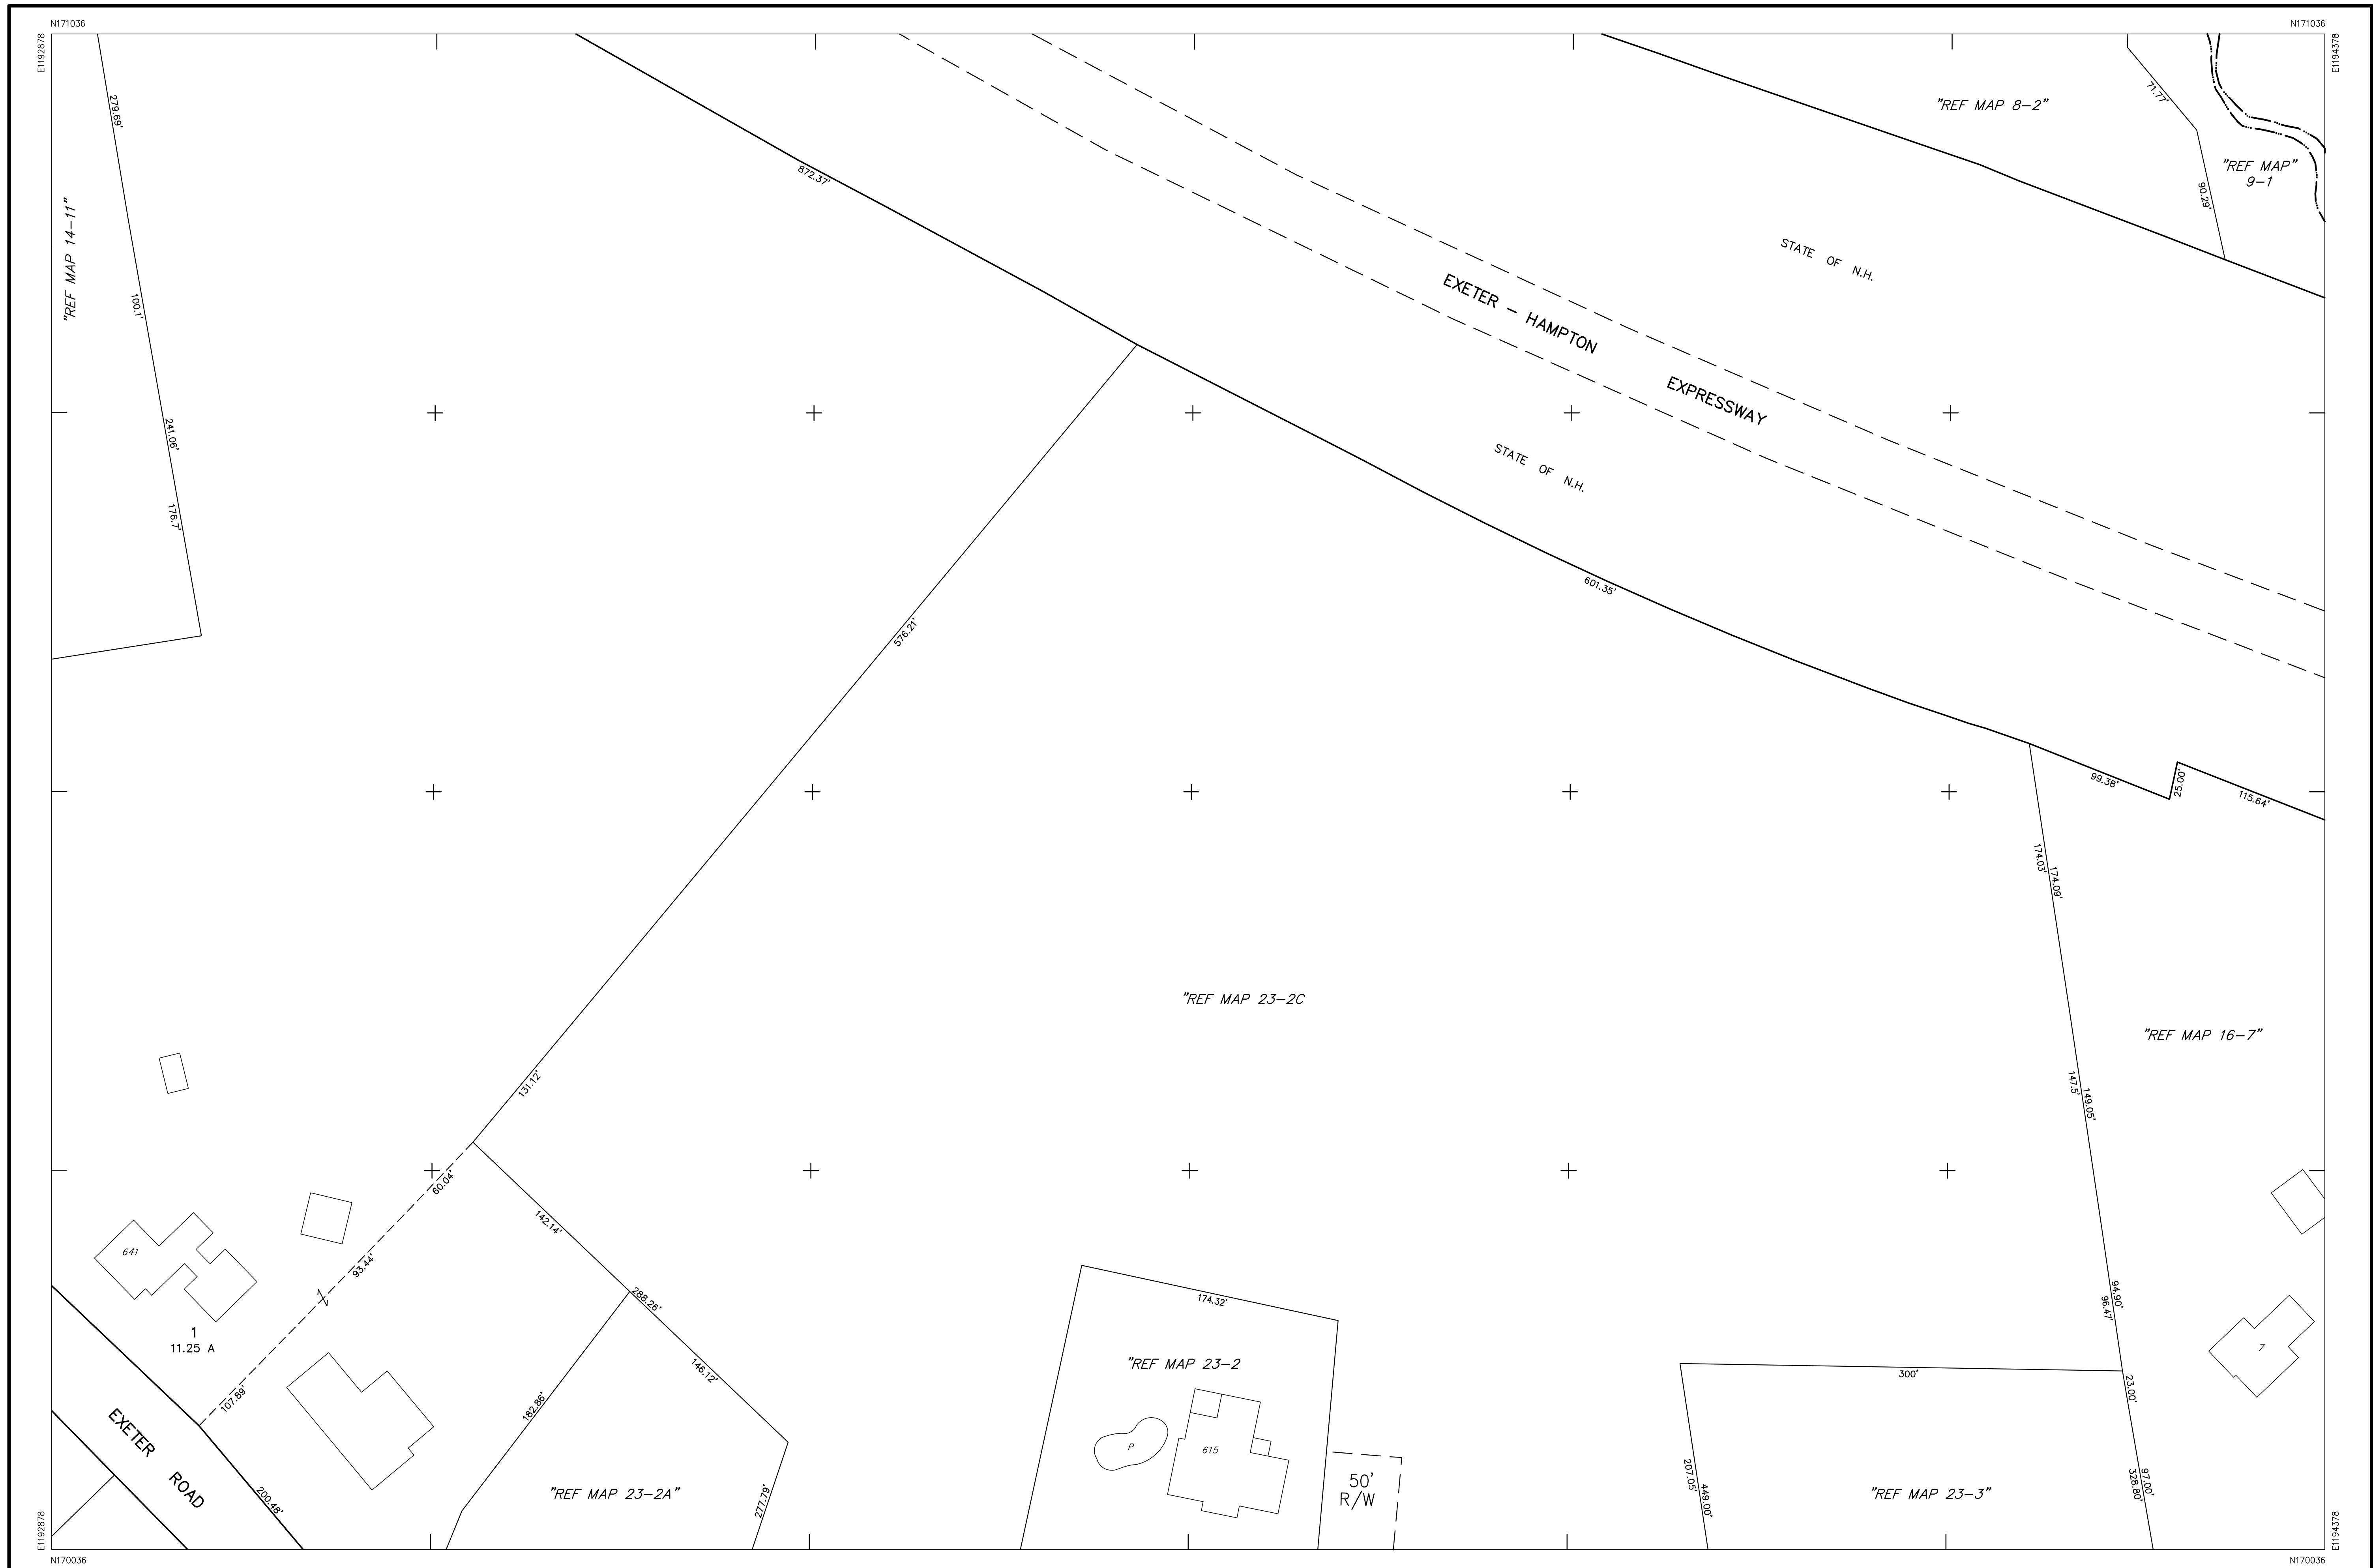 N171036
N171036
E1192878
E1194378
279.69'
"REF MAP 14-11"
100.1'
241.06'
176.7'
872.37'
71.77'
"REF MAP 8-2"
"REF MAP"
9-1
90.29'
STATE OF N.H.
EXETER - HAMPTON
EXPRESSWAY
STATE OF N.H.
601.35'
576.21'
99.38'
25.00'
115.64'
174.03'
174.09'
"REF MAP 23-2C
"REF MAP 16-7"
147.5'
149.05'
131.12'
60.04'
142.14'
93.44'
Z
641
1
11.25 A
107.89'
288.26'
146.12'
182.86'
277.79'
"REF MAP 23-2A"
EXETER ROAD
200.48'
174.32'
"REF MAP 23-2
P
615
50'
R/W
94.90'
96.47'
300'
23.00'
7
207.05'
449.00'
"REF MAP 23-3"
97.00'
328.80'
E1192878
E1194378
N170036
N170036